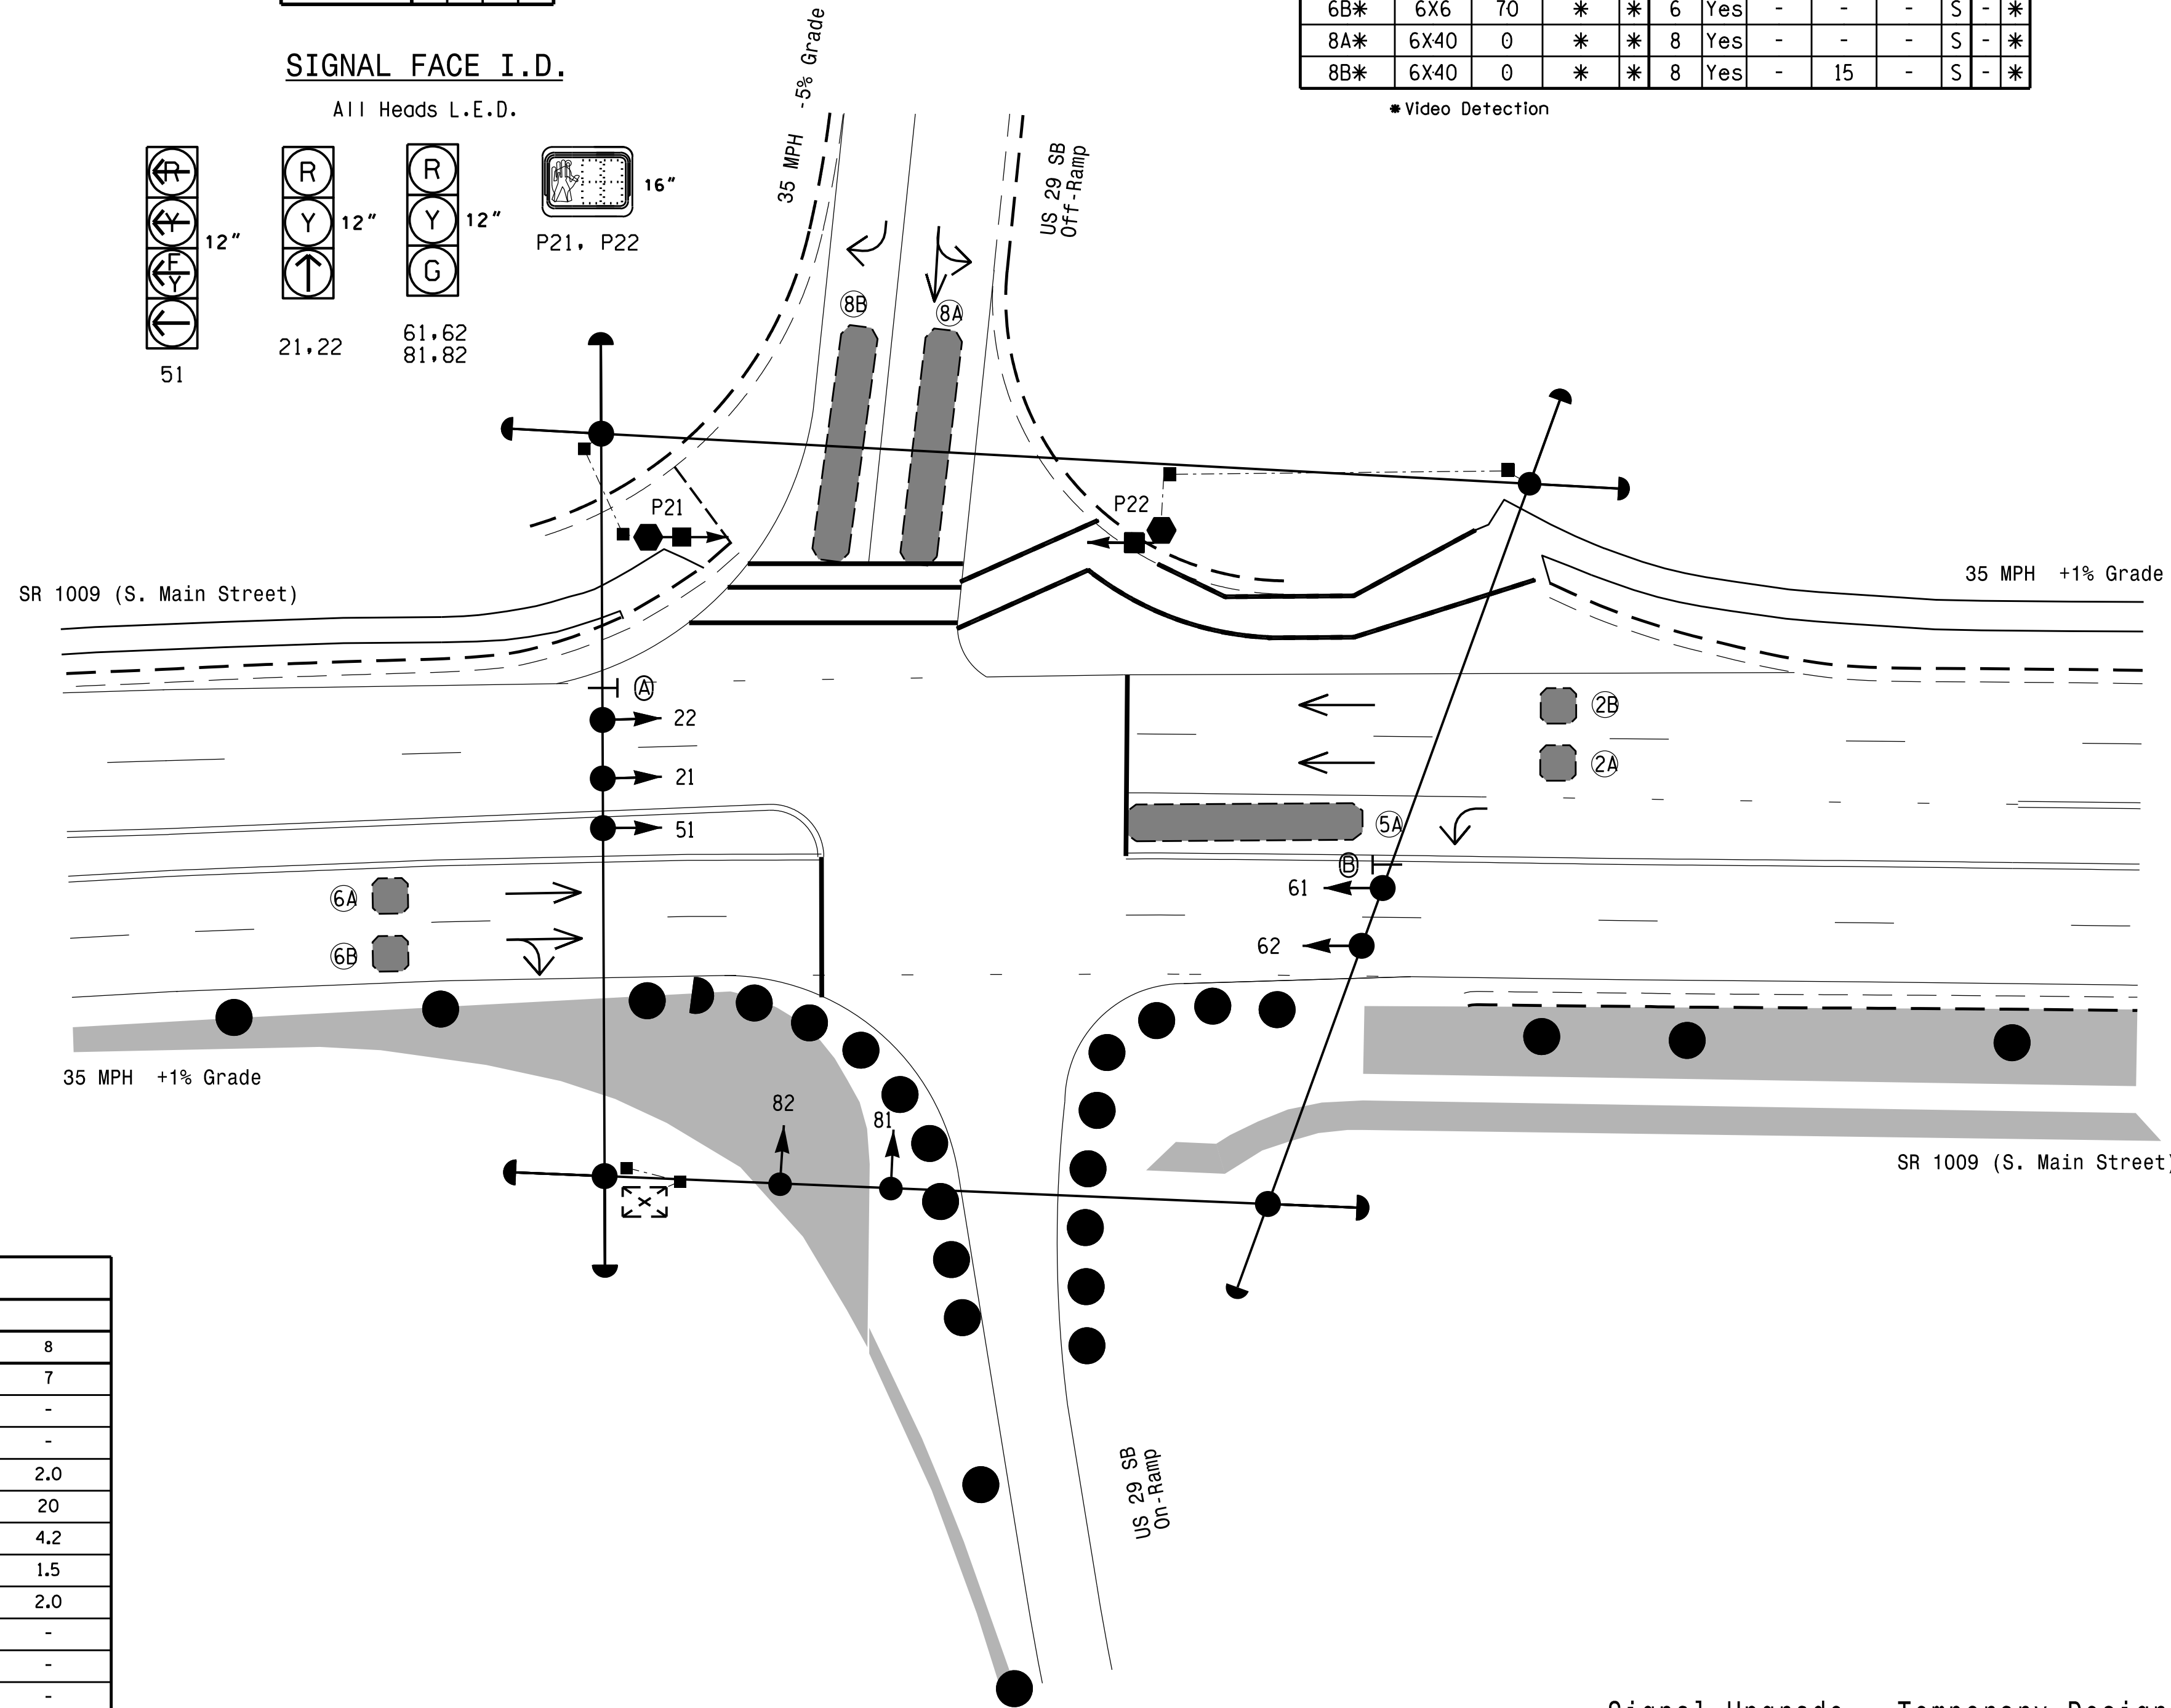 6B* 6X6 70 * * 6 Yes - - - S - *
8A* 6X40 0 * * 8 Yes - - - S - *
8B* 6X40 0 * * 8 Yes - 15 - S - *
* Video Detection
SIGNAL FACE I.D.
All Heads L.E.D.
R
Y
F
Y
12"
51
R
Y
12"
21,22
R
Y
G
12"
61,62
81,82
16"
P21, P22
35 MPH -5% Grade
US 29 SB
Off-Ramp
8B
8A
P21
P22
SR 1009 (S. Main Street)
35 MPH +1% Grade
A
22
21
51
2B
2A
5A
B
61
62
6A
6B
35 MPH +1% Grade
82
81
SR 1009 (S. Main Street)
US 29 SB
On-Ramp
8
7
-
-
2.0
20
4.2
1.5
2.0
-
-
-
Signal Upgrade - Temporary Design